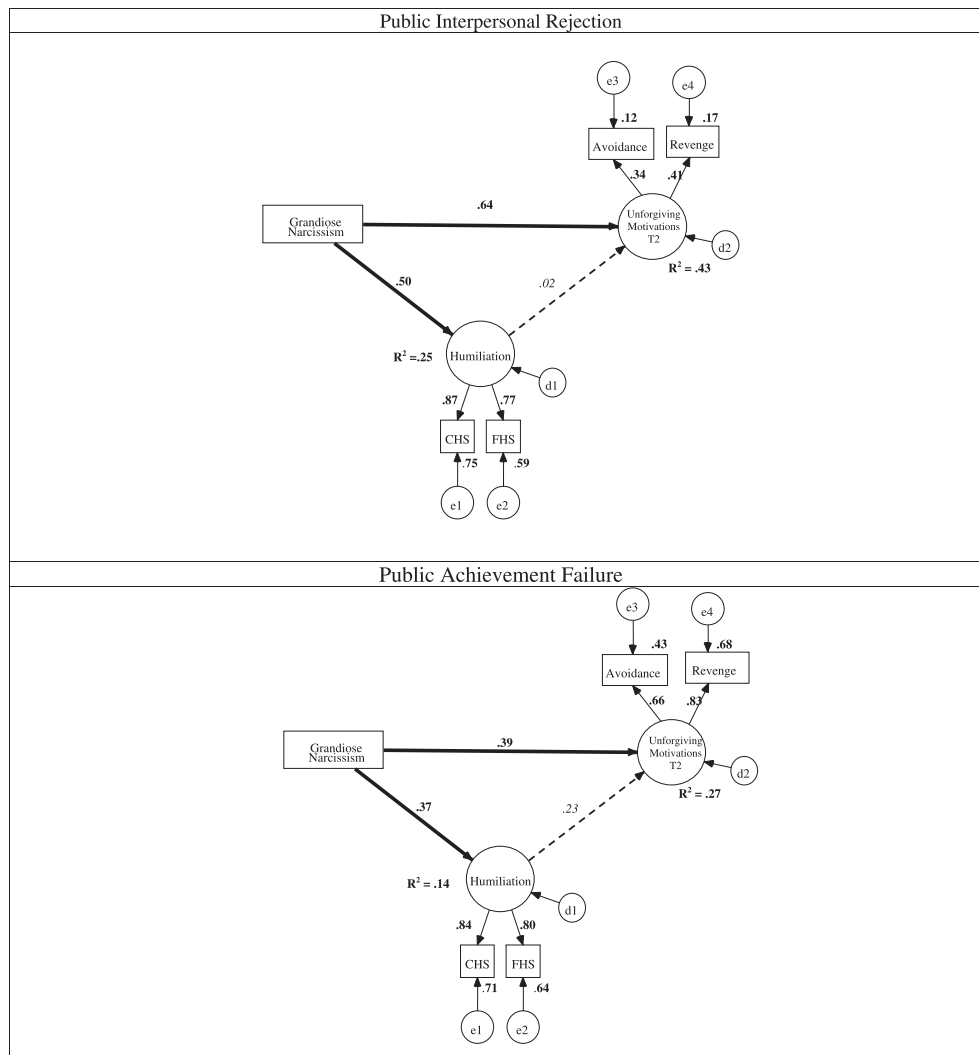 Public Interpersonal Rejection
e3
e4
.12
.17
Avoidance
Revenge
.34
.41
.64
Grandiose
Narcissism
Unforgiving
Motivations
T2
d2
R² = .43
.50
.02
R² =.25
Humiliation
d1
.87
.77
CHS
FHS
.75
.59
e1
e2
Public Achievement Failure
e3
e4
.43
.68
Avoidance
Revenge
.66
.83
.39
Grandiose
Narcissism
Unforgiving
Motivations
T2
d2
R² = .27
.37
.23
R² = .14
Humiliation
d1
.84
.80
CHS
FHS
.71
.64
e1
e2